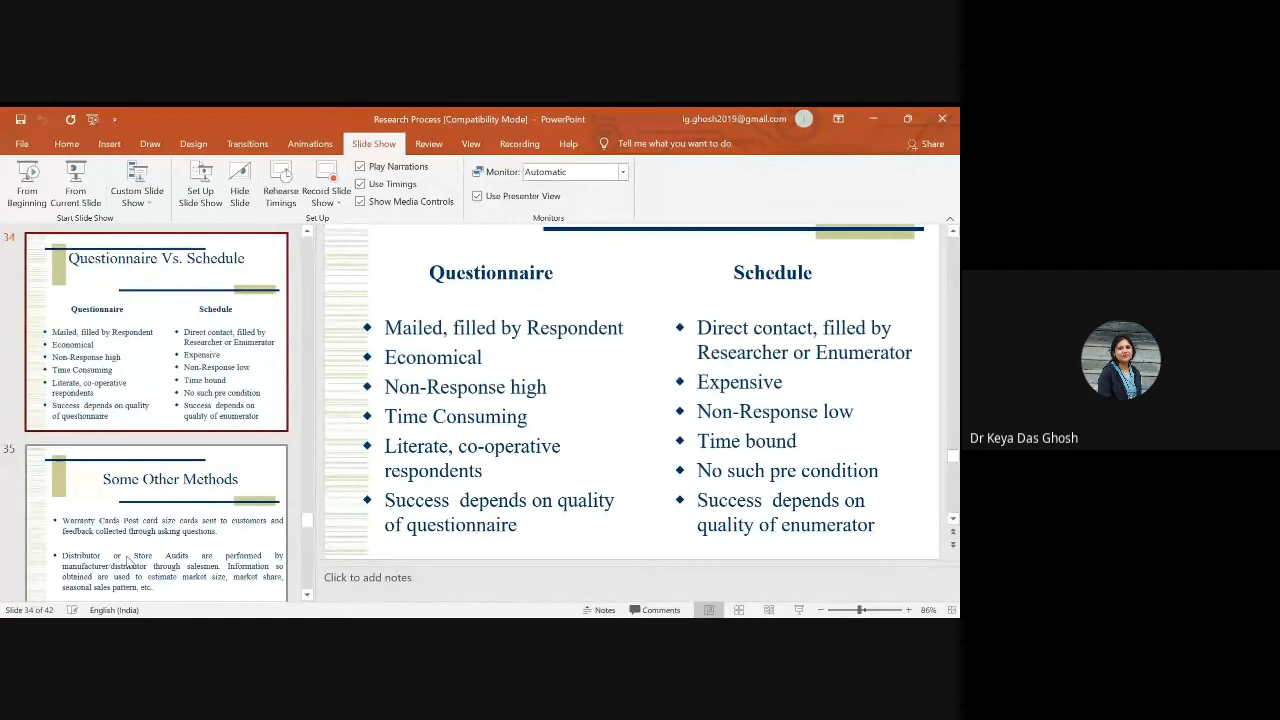 Research Process [Compatibility Mode] - PowerPoint
ig.ghosh2019@gmail.com
File Home Insert Draw Design Transitions Animations Slide Show Review View Recording Help Tell me what you want to do Share
From Beginning
From Current Slide
Custom Slide Show
Set Up Slide Show
Hide Slide
Rehearse Timings
Record Slide Show
Play Narrations
Use Timings
Show Media Controls
Monitor: Automatic
Use Presenter View
Start Slide Show
Set Up
Monitors
34
Questionnaire Vs. Schedule
Questionnaire
Mailed, filled by Respondent
Economical
Non-Response high
Time Consuming
Literate, co-operative
respondents
Success depends on quality
of questionnaire
Schedule
Direct contact, filled by
Researcher or Enumerator
Expensive
Non-Response low
Time bound
No such pre condition
Success depends on
quality of enumerator
35
Some Other Methods
Warranty Cards Post card size cards sent to customers and
feedback collected through asking questions.
Distributor or Store Audits are performed by
manufacturer/distributor through salesmen. Information so
obtained are used to estimate market size, market share,
seasonal sales pattern, etc.
Questionnaire
Mailed, filled by Respondent
Economical
Non-Response high
Time Consuming
Literate, co-operative
respondents
Success depends on quality
of questionnaire
Schedule
Direct contact, filled by
Researcher or Enumerator
Expensive
Non-Response low
Time bound
No such pre condition
Success depends on
quality of enumerator
Click to add notes
Slide 34 of 42 English (India) Notes Comments 86%
Dr Keya Das Ghosh